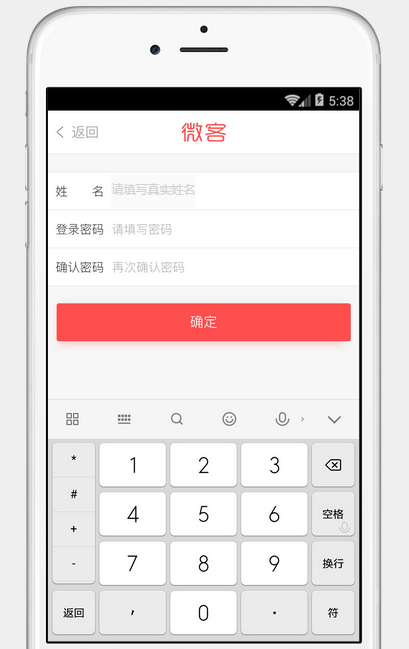 5:38
返回 微客
姓 名 请填写真实姓名
登录密码 请填写密码
确认密码 再次确认密码
确定
* 1 2 3
#
+ 4 5 6 空格
- 7 8 9 换行
返回 , 0 . 符